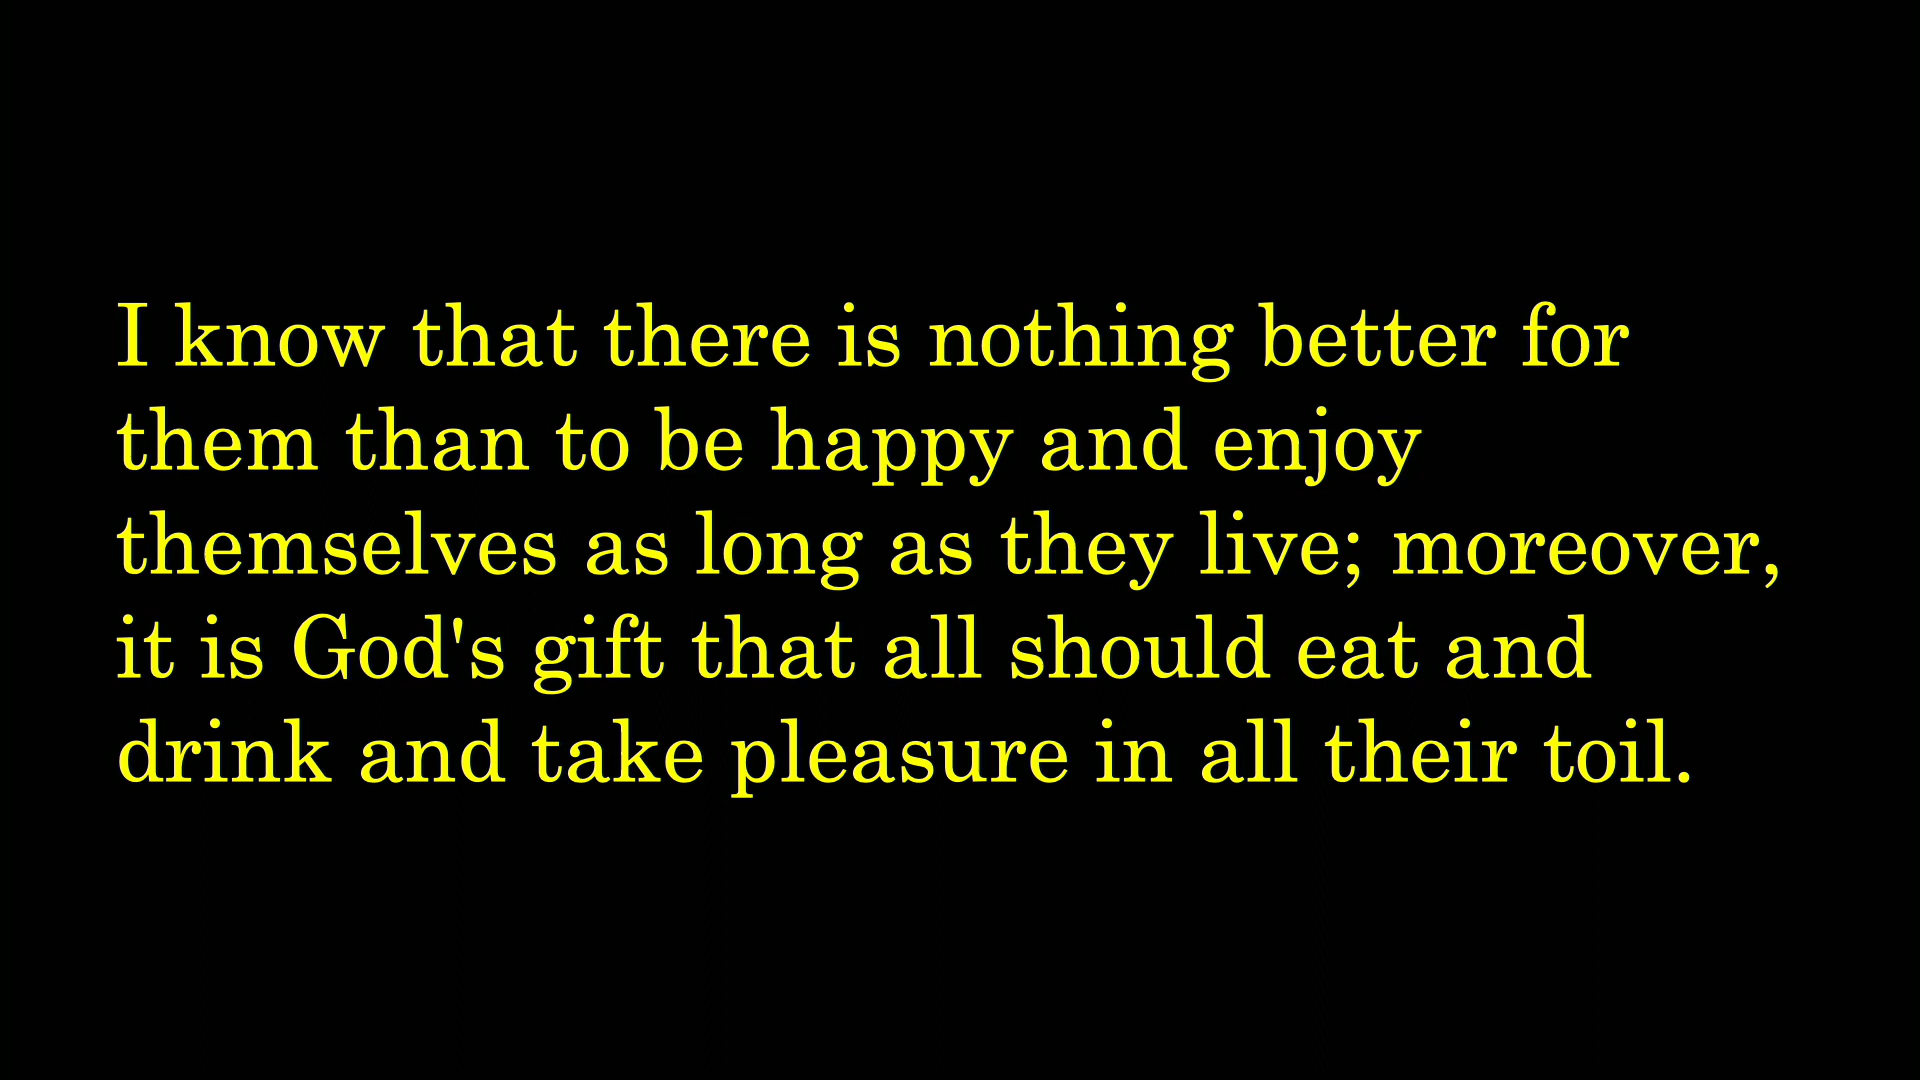 I know that there is nothing better for
them than to be happy and enjoy
themselves as long as they live; moreover,
it is God's gift that all should eat and
drink and take pleasure in all their toil.